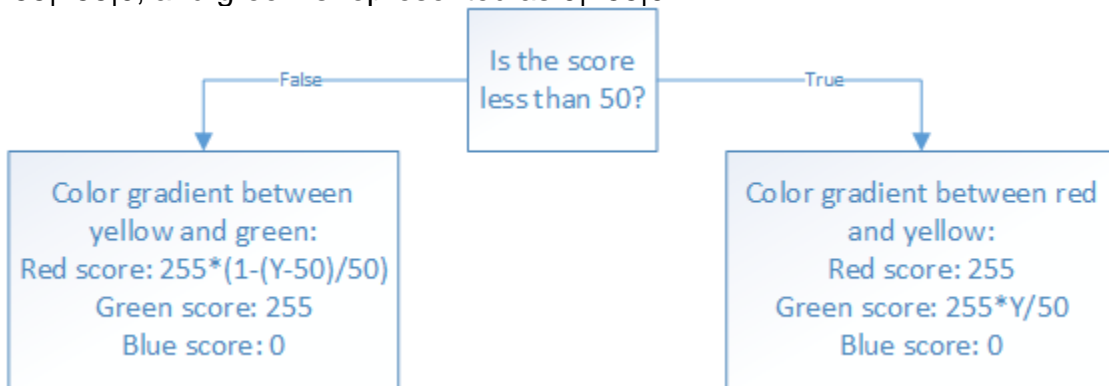 Is the score
less than 50?
False
True
Color gradient between
yellow and green:
Red score: 255*(1-(Y-50)/50)
Green score: 255
Blue score: 0
Color gradient between red
and yellow:
Red score: 255
Green score: 255*Y/50
Blue score: 0